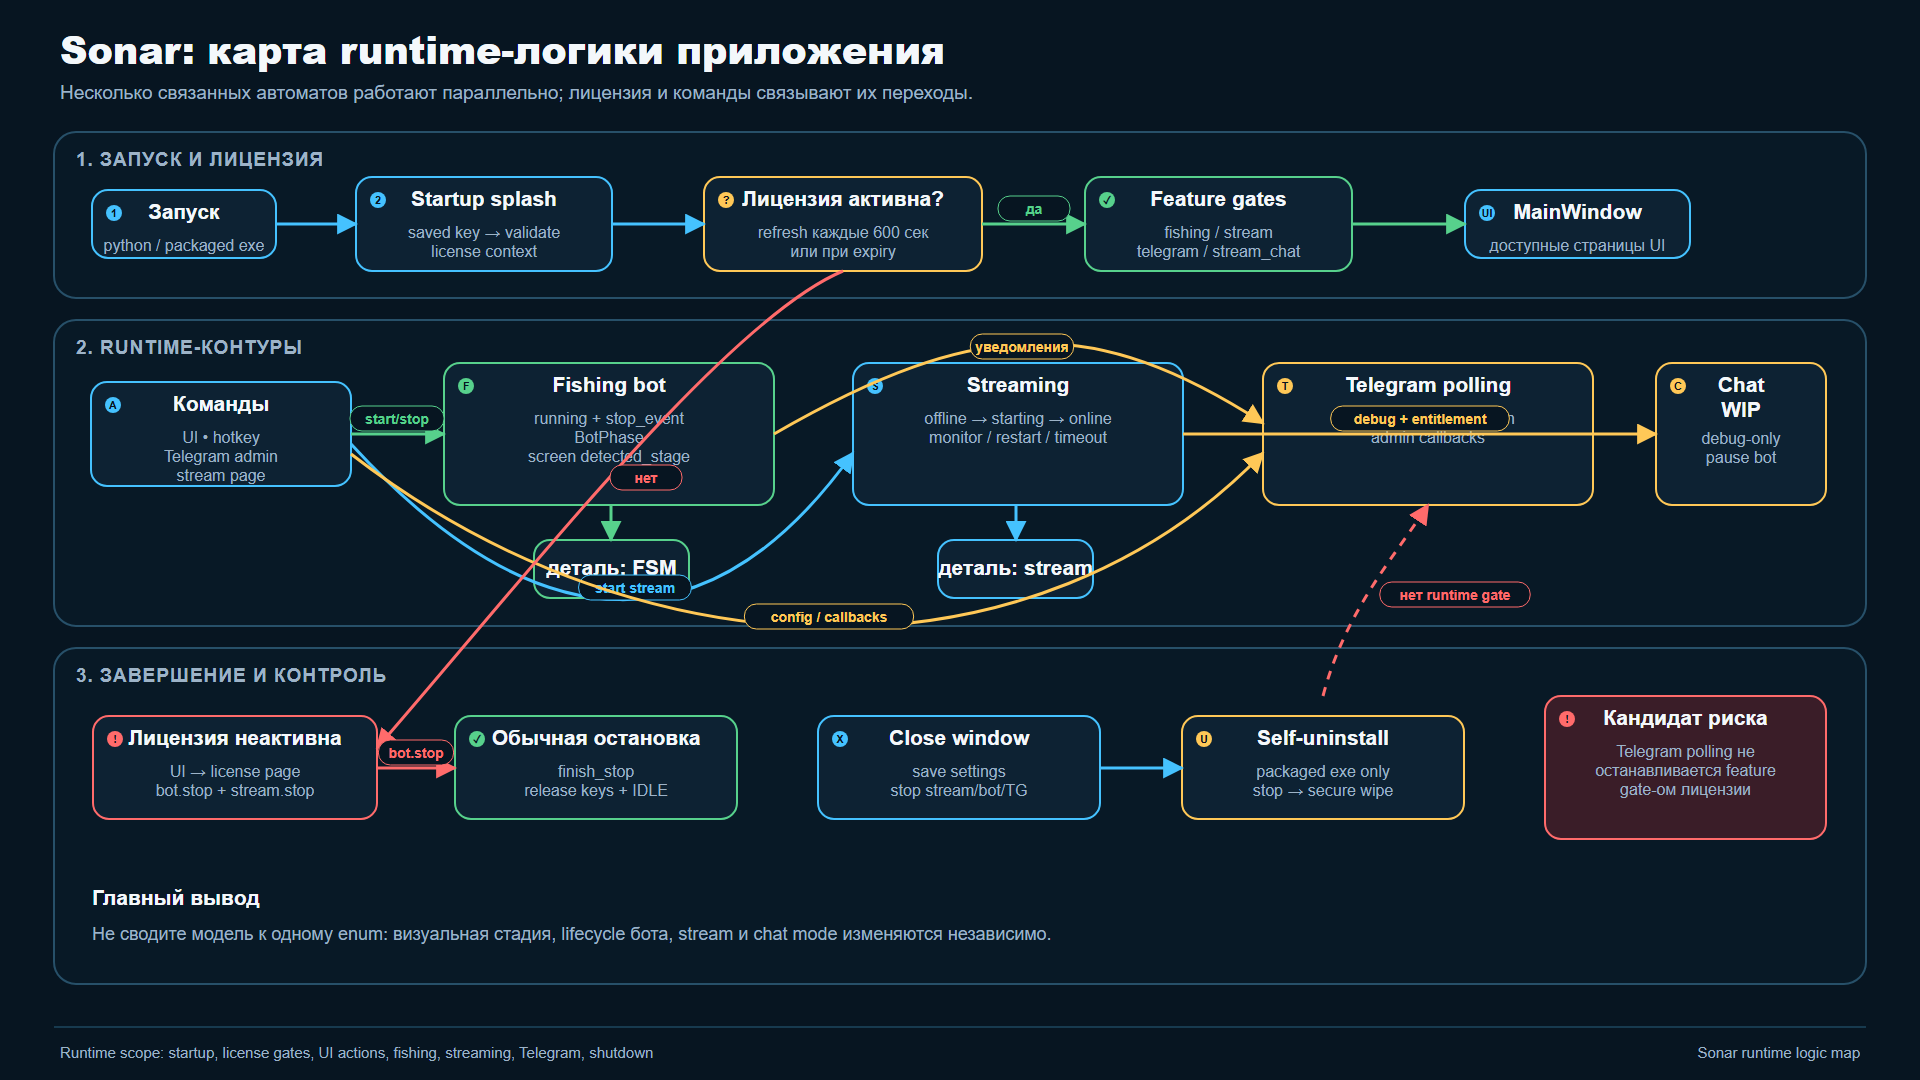 Sonar: карта runtime-логики приложения
Несколько связанных автоматов работают параллельно; лицензия и команды связывают их переходы.
1. ЗАПУСК И ЛИЦЕНЗИЯ
1
Запуск
python / packaged exe
2
Startup splash
saved key → validate
license context
?
Лицензия активна?
refresh каждые 600 сек
или при expiry
да
✓
Feature gates
fishing / stream
telegram / stream_chat
UI
MainWindow
доступные страницы UI
2. RUNTIME-КОНТУРЫ
A
Команды
UI • hotkey
Telegram admin
stream page
start/stop
F
Fishing bot
running + stop_event
BotPhase
screen detected_stage
нет
уведомления
S
Streaming
offline → starting → online
monitor / restart / timeout
T
Telegram polling
debug + entitlement
admin callbacks
C
Chat
WIP
debug-only
pause bot
деталь: FSM
start stream
деталь: stream
config / callbacks
нет runtime gate
3. ЗАВЕРШЕНИЕ И КОНТРОЛЬ
!
Лицензия неактивна
UI → license page
bot.stop + stream.stop
bot.stop
✓
Обычная остановка
finish_stop
release keys + IDLE
X
Close window
save settings
stop stream/bot/TG
U
Self-uninstall
packaged exe only
stop → secure wipe
!
Кандидат риска
Telegram polling не
останавливается feature
gate-ом лицензии
Главный вывод
Не сводите модель к одному enum: визуальная стадия, lifecycle бота, stream и chat mode изменяются независимо.
Runtime scope: startup, license gates, UI actions, fishing, streaming, Telegram, shutdown
Sonar runtime logic map